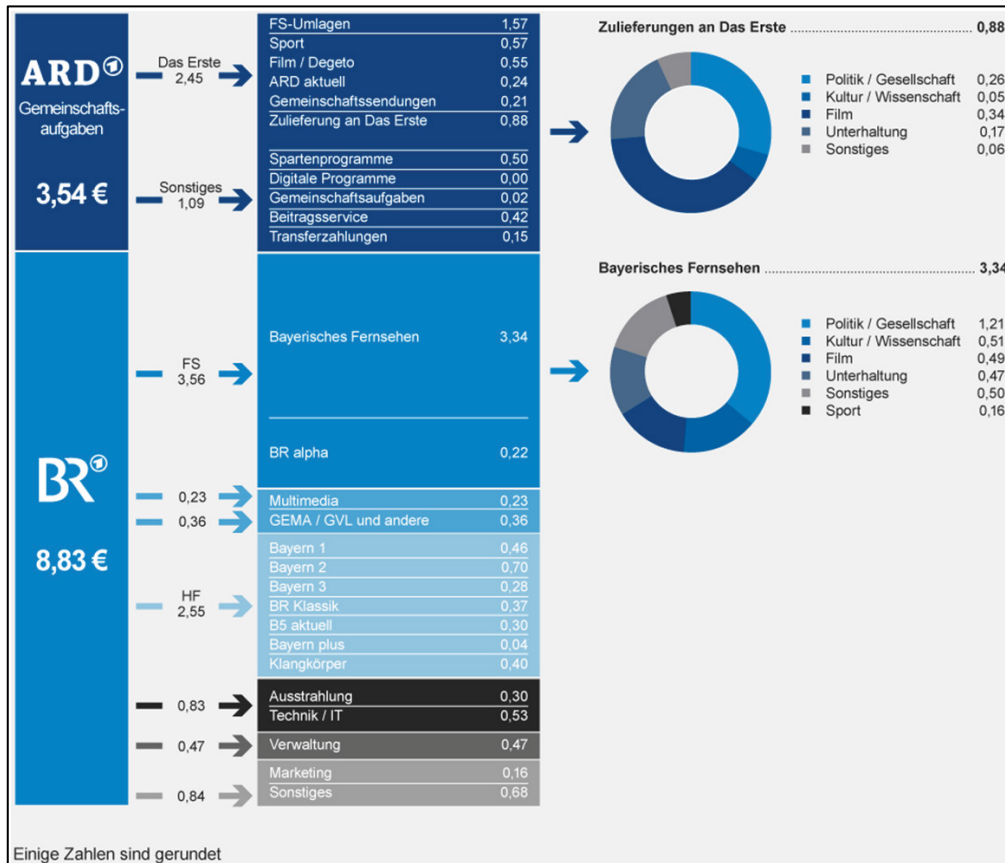 ARD
Gemeinschafts-
aufgaben
3,54 €
Das Erste
2,45
Sonstiges
1,09
FS-Umlagen 1,57
Sport 0,57
Film / Degeto 0,55
ARD aktuell 0,24
Gemeinschaftssendungen 0,21
Zulieferung an Das Erste 0,88
Spartenprogramme 0,50
Digitale Programme 0,00
Gemeinschaftsaufgaben 0,02
Beitragsservice 0,42
Transferzahlungen 0,15
Zulieferungen an Das Erste 0,88
Politik / Gesellschaft 0,26
Kultur / Wissenschaft 0,05
Film 0,34
Unterhaltung 0,17
Sonstiges 0,06
BR
8,83 €
FS
3,56
0,23
0,36
HF
2,55
0,83
0,47
0,84
Bayerisches Fernsehen 3,34
BR alpha 0,22
Multimedia 0,23
GEMA / GVL und andere 0,36
Bayern 1 0,46
Bayern 2 0,70
Bayern 3 0,28
BR Klassik 0,37
B5 aktuell 0,30
Bayern plus 0,04
Klangkörper 0,40
Ausstrahlung 0,30
Technik / IT 0,53
Verwaltung 0,47
Marketing 0,16
Sonstiges 0,68
Bayerisches Fernsehen 3,34
Politik / Gesellschaft 1,21
Kultur / Wissenschaft 0,51
Film 0,49
Unterhaltung 0,47
Sonstiges 0,50
Sport 0,16
Einige Zahlen sind gerundet